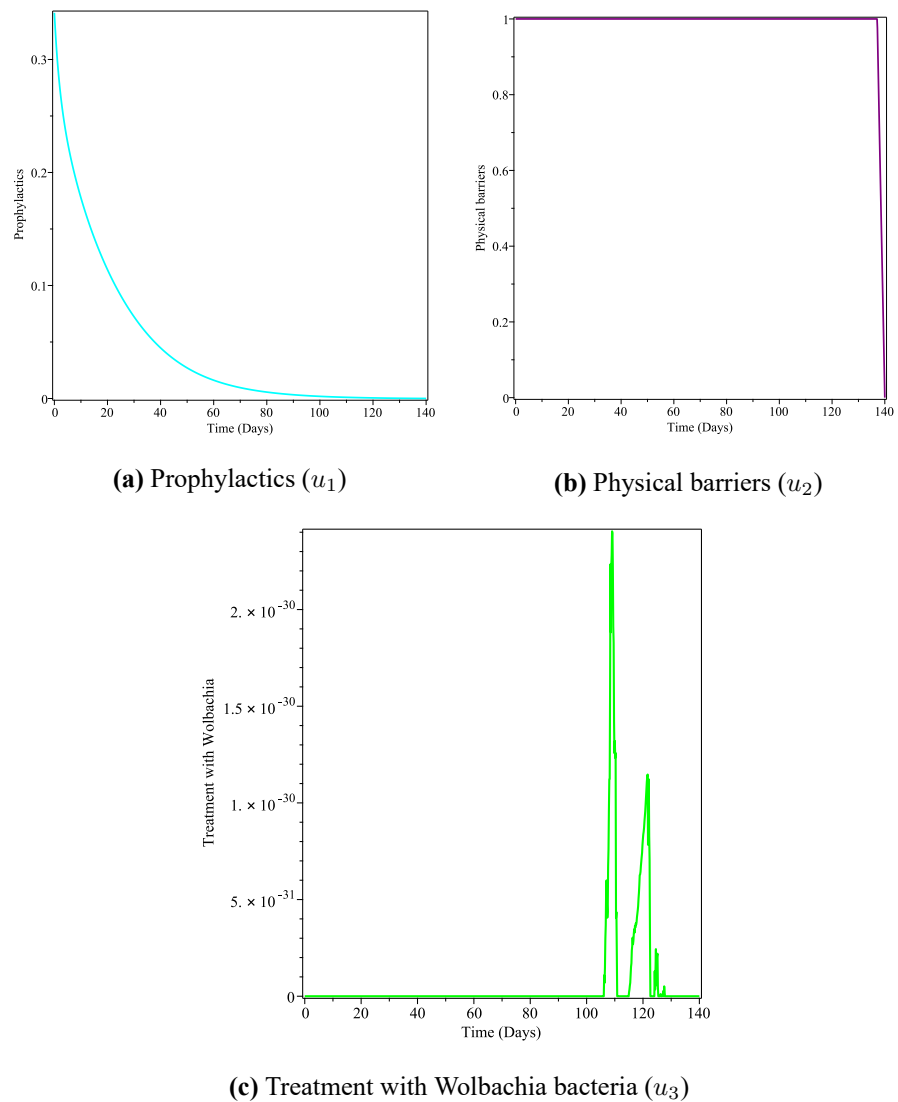 0.3
0.2
0.1
0
Prophylactics
0 20 40 60 80 100 120 140
Time (Days)
(a) Prophylactics (u₁)
1
0.8
0.6
0.4
0.2
0
Physical barriers
0 20 40 60 80 100 120 140
Time (Days)
(b) Physical barriers (u₂)
2. × 10⁻³⁰
1.5 × 10⁻³⁰
1. × 10⁻³⁰
5. × 10⁻³¹
0
Treatment with Wolbachia
0 20 40 60 80 100 120 140
Time (Days)
(c) Treatment with Wolbachia bacteria (u₃)